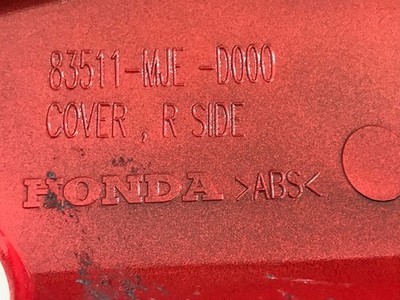 83511-MJE -D000
COVER , R SIDE
HONDA >ABS<